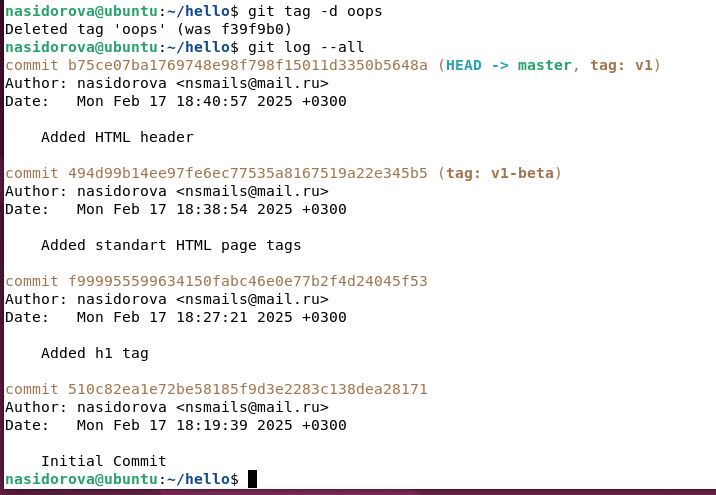 nasidorova@ubuntu:~/hello$ git tag -d oops
Deleted tag 'oops' (was f39f9b0)
nasidorova@ubuntu:~/hello$ git log --all
commit b75ce07ba1769748e98f798f15011d3350b5648a (HEAD -> master, tag: v1)
Author: nasidorova <nsmails@mail.ru>
Date:   Mon Feb 17 18:40:57 2025 +0300
    Added HTML header
commit 494d99b14ee97fe6ec77535a8167519a22e345b5 (tag: v1-beta)
Author: nasidorova <nsmails@mail.ru>
Date:   Mon Feb 17 18:38:54 2025 +0300
    Added standart HTML page tags
commit f999955599634150fabc46e0e77b2f4d24045f53
Author: nasidorova <nsmails@mail.ru>
Date:   Mon Feb 17 18:27:21 2025 +0300
    Added h1 tag
commit 510c82ea1e72be58185f9d3e2283c138dea28171
Author: nasidorova <nsmails@mail.ru>
Date:   Mon Feb 17 18:19:39 2025 +0300
    Initial Commit
nasidorova@ubuntu:~/hello$